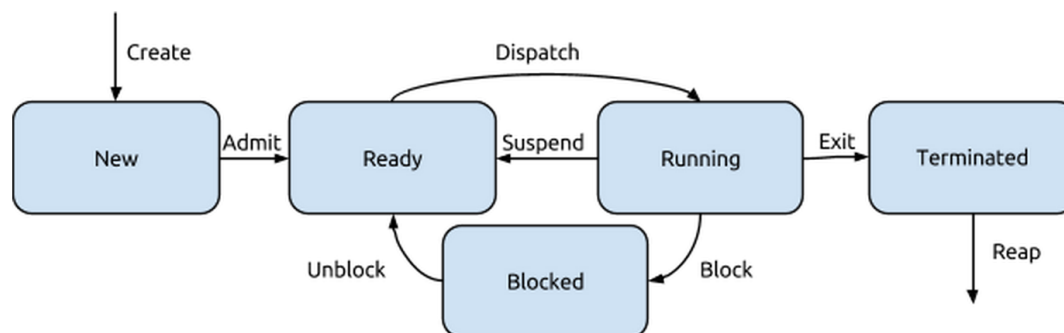 Create
Dispatch
New
Admit
Ready
Suspend
Running
Exit
Terminated
Unblock
Blocked
Block
Reap